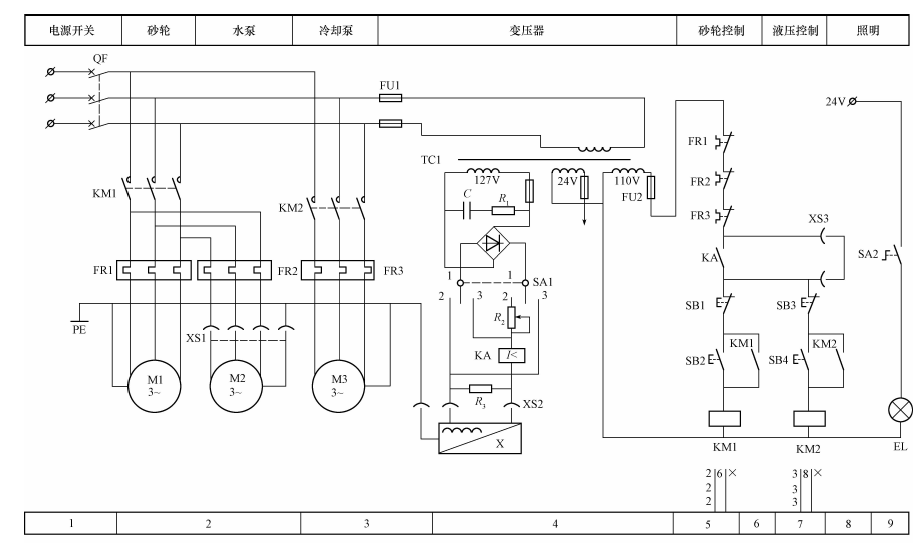 电源开关 砂轮 水泵 冷却泵 变压器 砂轮控制 液压控制 照明
QF
FU1
24V
FR1
TC1
127V 24V 110V
FR2
FU2
KM1
C R1
KM2
FR3
XS3
KA
SA2
FR1 FR2 FR3
1 1 SA1
2 3 2 3
SB1 SB3
R2
PE
XS1
KA I<
KM1 KM2
SB2 SB4
M1 3~
M2 3~
M3 3~
R3 XS2
X
KM1 KM2 EL
2 6 × 3 8 ×
2 3
2 3
1 2 3 4 5 6 7 8 9